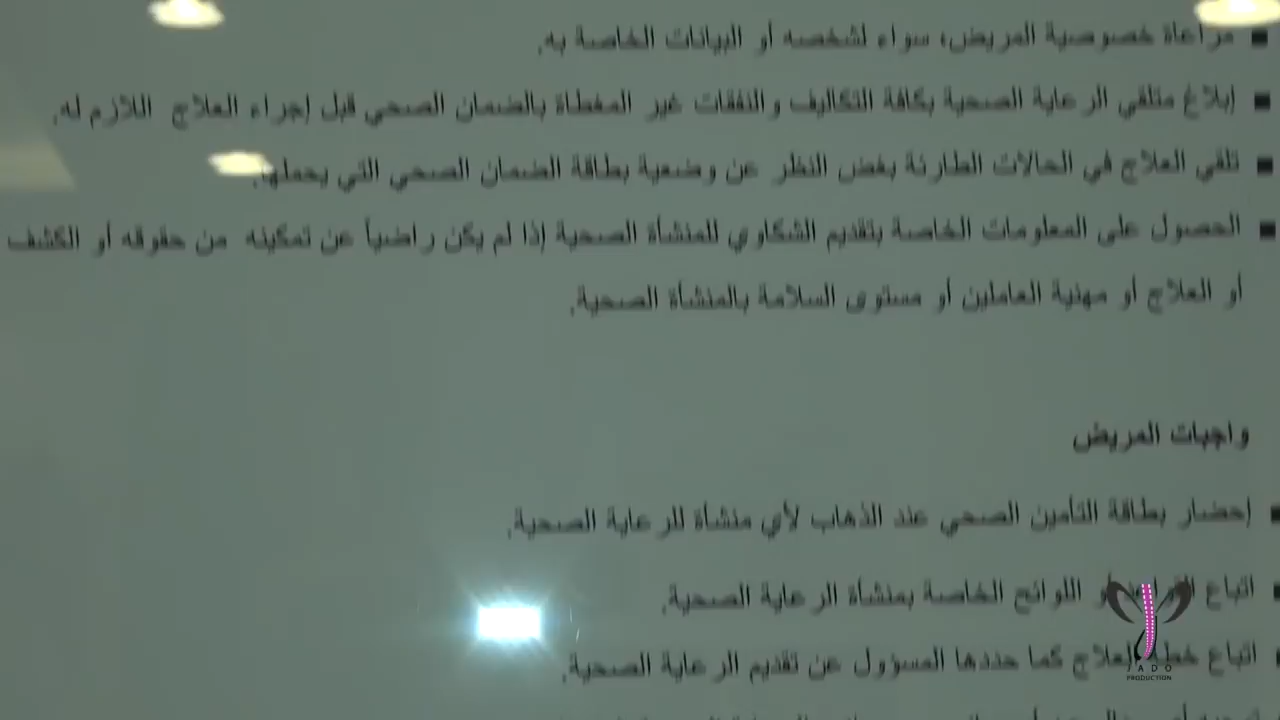 ▪ مراعاة خصوصية المريض، سواء لشخصه أو البيانات الخاصة به.
▪ إبلاغ متلقي الرعاية الصحية بكافة التكاليف والنفقات غير المغطاة بالضمان الصحي قبل إجراء العلاج اللازم له.
▪ تلقي العلاج في الحالات الطارئة بغض النظر عن وضعية بطاقة الضمان الصحي التي يحملها.
▪ الحصول على المعلومات الخاصة بتقديم الشكاوي للمنشأة الصحية إذا لم يكن راضياً عن تمكينه من حقوقه أو الكشف
أو العلاج أو مهنية العاملين أو مستوى السلامة بالمنشأة الصحية.
واجبات المريض
▪ إحضار بطاقة التأمين الصحي عند الذهاب لأي منشأة للرعاية الصحية.
▪ اتباع اللوائح الخاصة بمنشأة الرعاية الصحية.
▪ اتباع خطة العلاج كما حددها المسؤول عن تقديم الرعاية الصحية.
JADO
PRODUCTION